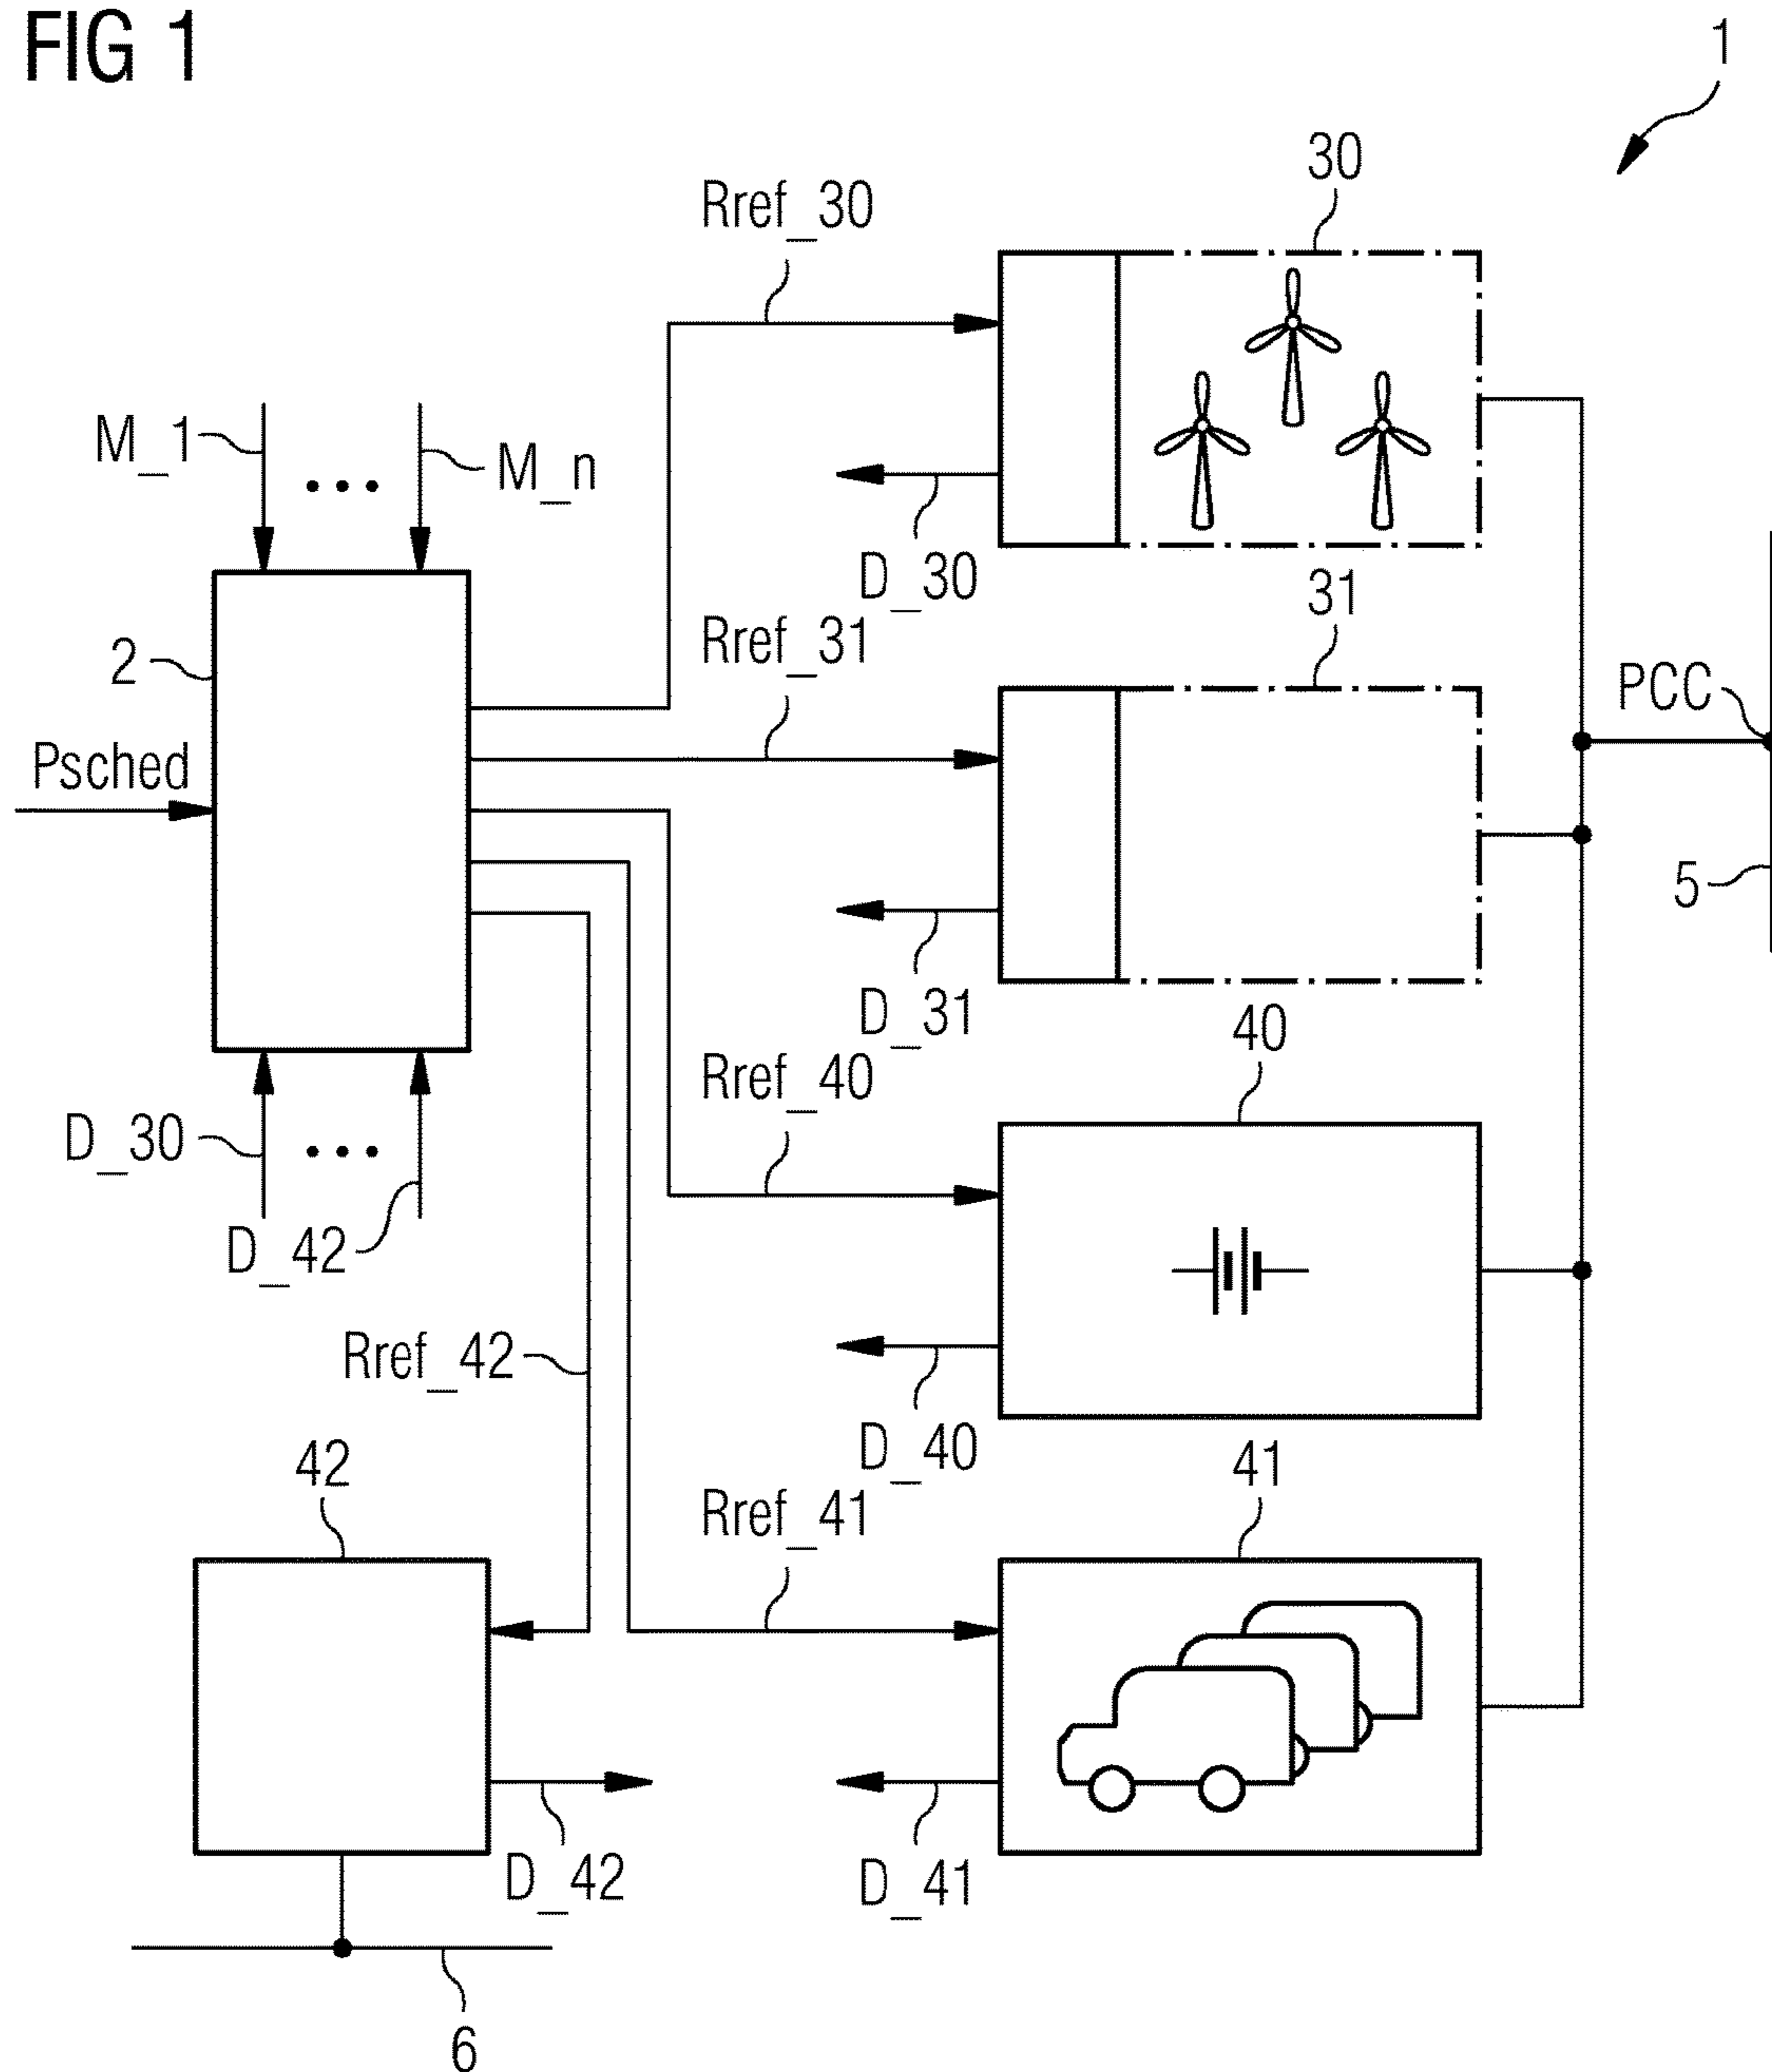 FIG 1
1
30
Rref_30
M_1
M_n
D_30
31
Rref_31
2
PCC
Psched
5
D_31
40
Rref_40
D_30
D_42
Rref_42
D_40
42
41
Rref_41
D_42
D_41
6